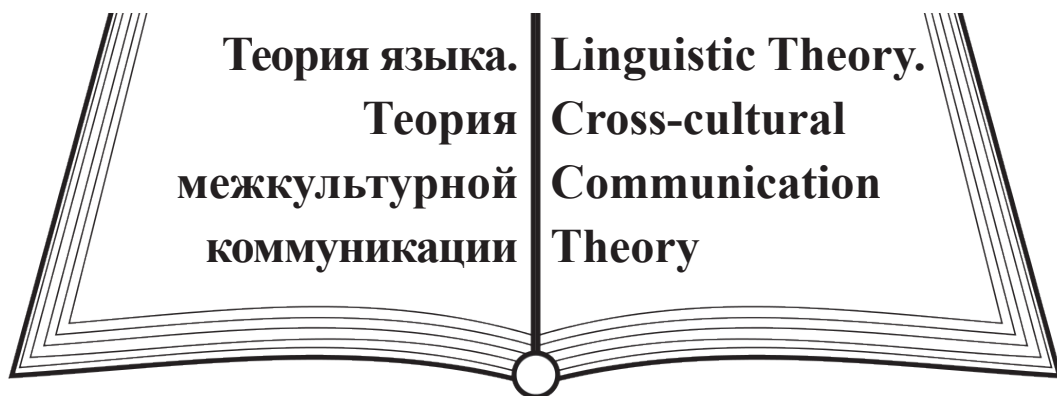 Теория языка.
Теория
межкультурной
коммуникации
Linguistic Theory.
Cross-cultural
Communication
Theory